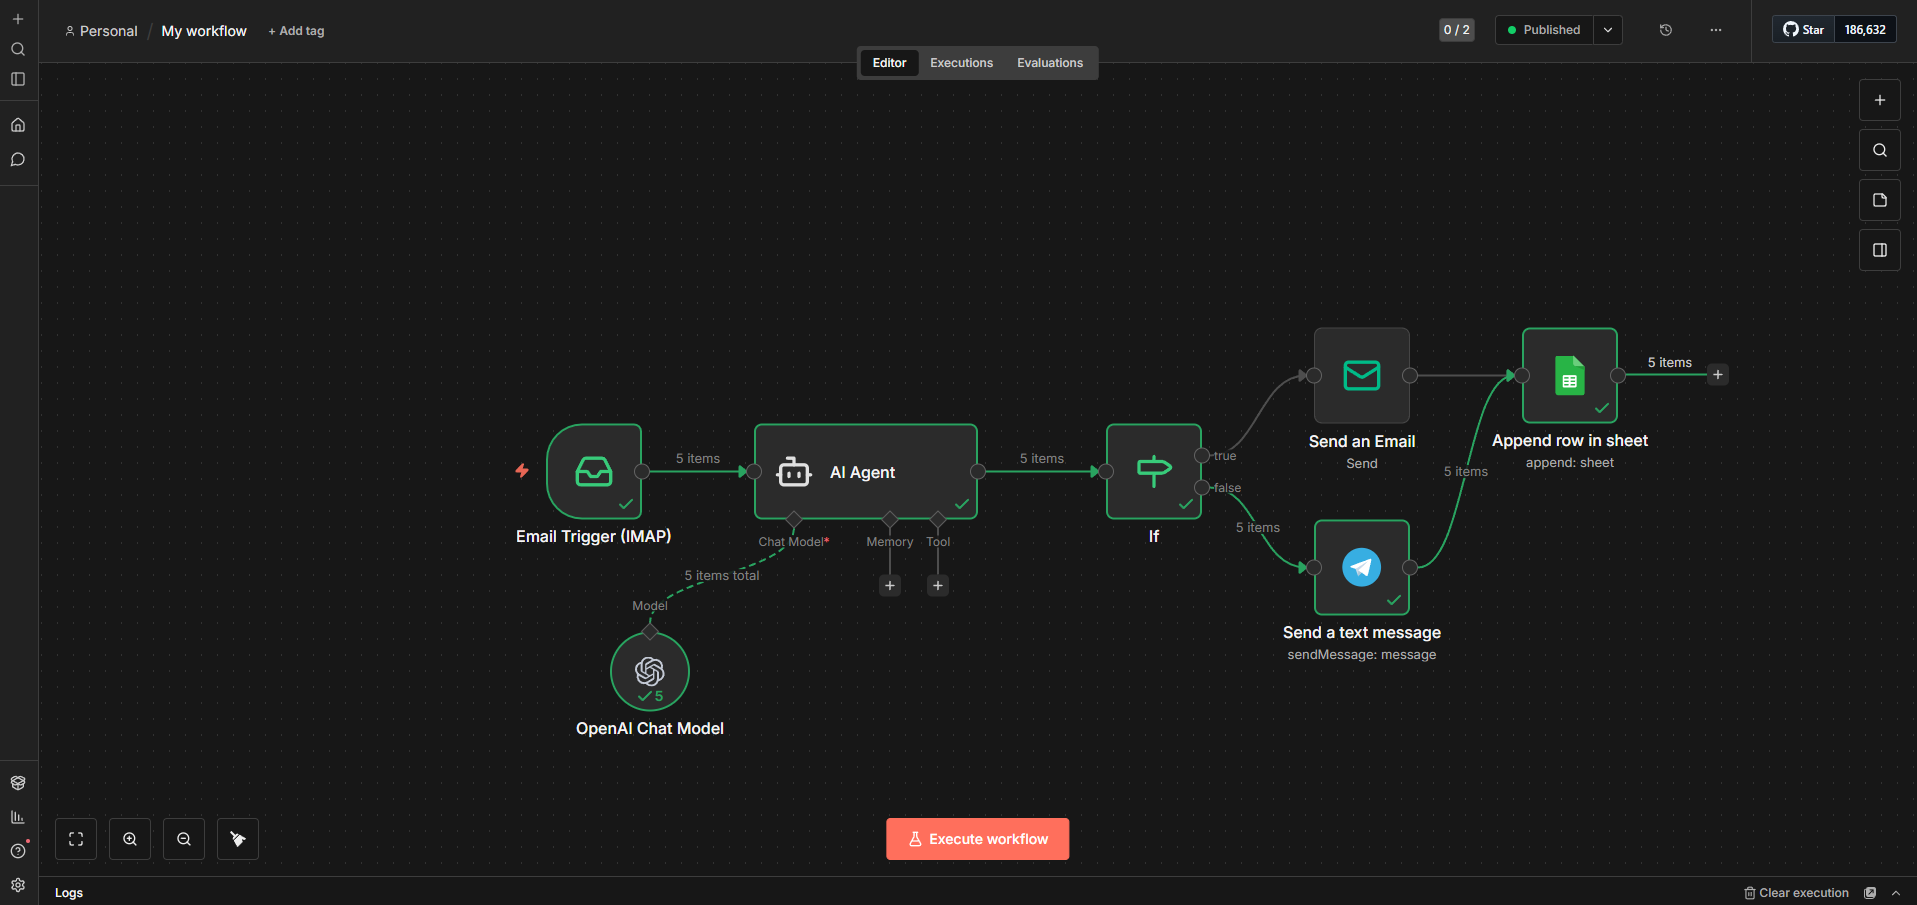 Personal / My workflow + Add tag
0 / 2
Published
Star 186,632
Editor Executions Evaluations
5 items
Send an Email
Send
Append row in sheet
append: sheet
5 items
5 items
true
false
AI Agent
5 items
5 items
Email Trigger (IMAP)
Chat Model*
Memory
Tool
If
5 items total
Model
Send a text message
sendMessage: message
5
OpenAI Chat Model
Execute workflow
Logs
Clear execution